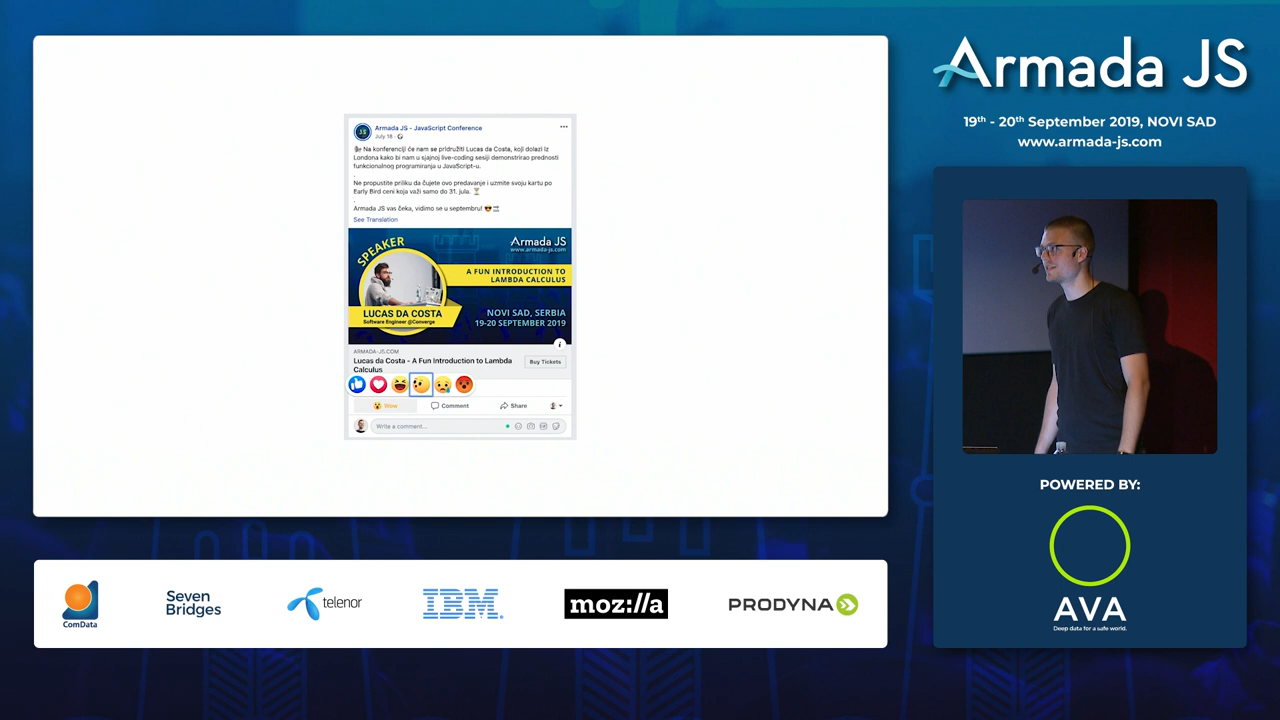 Armada JS - JavaScript Conference
July 18 ·
Na konferenciji će nam se pridružiti Lucas da Costa, koji dolazi iz
Londona kako bi nam u sjajnoj live-coding sesiji demonstrirao prednosti
funkcionalnog programiranja u JavaScript-u.
.
Ne propustite priliku da čujete ovo predavanje i uzmite svoju kartu po
Early Bird ceni koja važi samo do 31. jula.
.
Armada JS vas čeka, vidimo se u septembru!
See Translation
SPEAKER
Armada JS
www.armada-js.com
A FUN INTRODUCTION TO
LAMBDA CALCULUS
LUCAS DA COSTA
Software Engineer @Converge
NOVI SAD, SERBIA
19-20 SEPTEMBER 2019
ARMADA-JS.COM
Lucas da Costa - A Fun Introduction to Lambda
Calculus
Buy Tickets
Wow
Comment
Share
Write a comment...
Armada JS
19th - 20th September 2019, NOVI SAD
www.armada-js.com
POWERED BY:
AVA
Deep data for a safe world.
ComData
Seven
Bridges
telenor
IBM
moz://a
PRODYNA